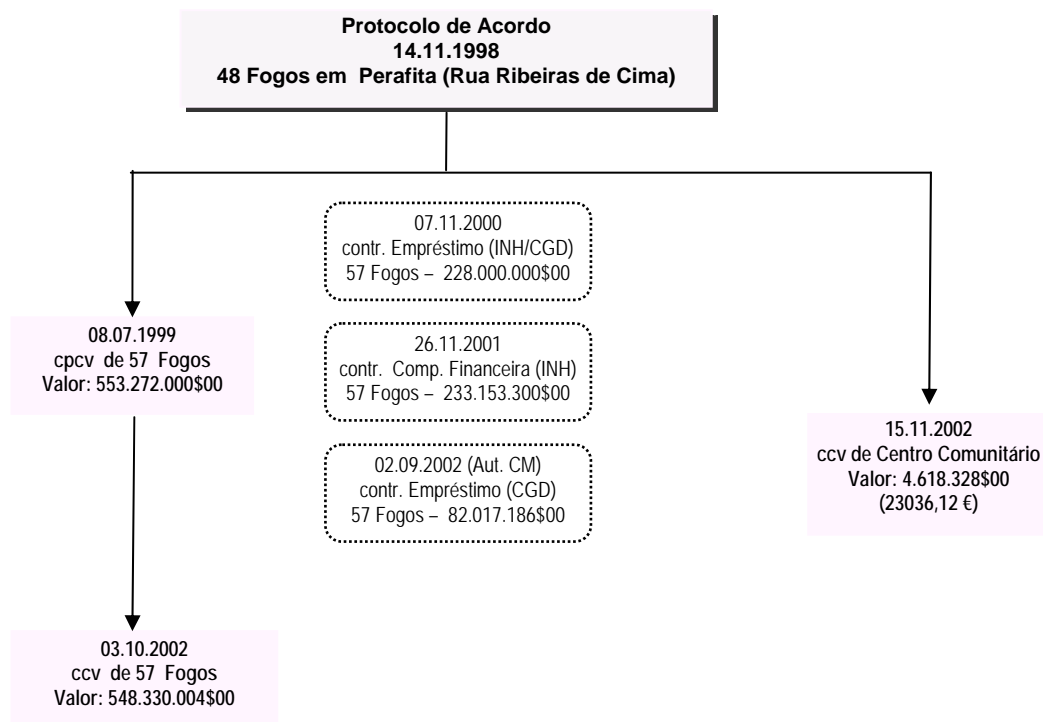 Protocolo de Acordo
14.11.1998
48 Fogos em Perafita (Rua Ribeiras de Cima)
07.11.2000
contr. Empréstimo (INH/CGD)
57 Fogos – 228.000.000$00
08.07.1999
cpcv de 57 Fogos
Valor: 553.272.000$00
26.11.2001
contr. Comp. Financeira (INH)
57 Fogos – 233.153.300$00
02.09.2002 (Aut. CM)
contr. Empréstimo (CGD)
57 Fogos – 82.017.186$00
15.11.2002
ccv de Centro Comunitário
Valor: 4.618.328$00
(23036,12 €)
03.10.2002
ccv de 57 Fogos
Valor: 548.330.004$00